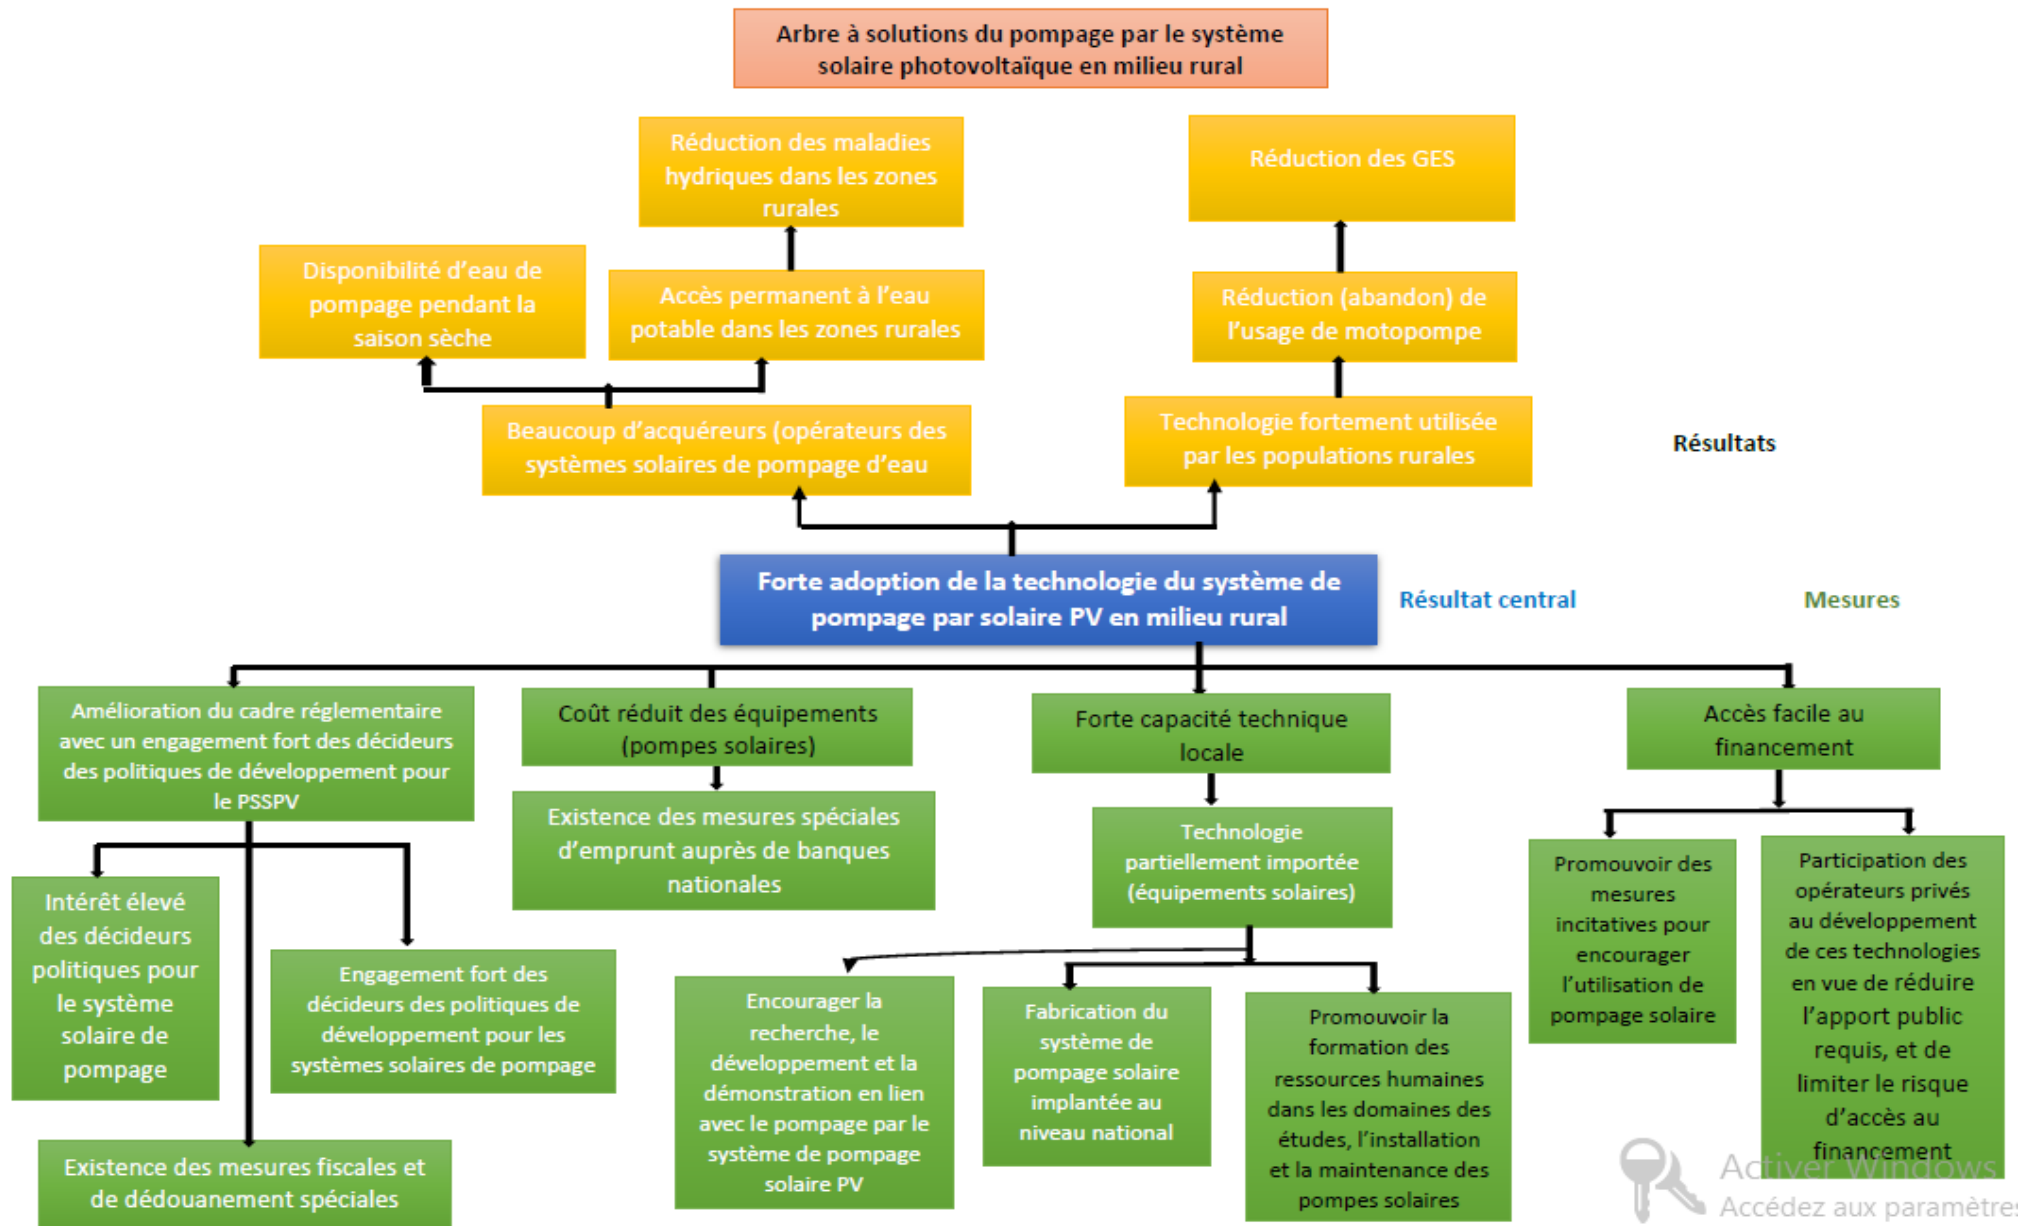 Arbre à solutions du pompage par le système
solaire photovoltaïque en milieu rural
Réduction des maladies
hydriques dans les zones
rurales
Réduction des GES
Disponibilité d'eau de
pompage pendant la
saison sèche
Accès permanent à l'eau
potable dans les zones rurales
Réduction (abandon) de
l'usage de motopompe
Beaucoup d'acquéreurs (opérateurs des
systèmes solaires de pompage d'eau
Technologie fortement utilisée
par les populations rurales
Résultats
Forte adoption de la technologie du système de
pompage par solaire PV en milieu rural
Résultat central
Mesures
Amélioration du cadre réglementaire
avec un engagement fort des décideurs
des politiques de développement pour
le PSSPV
Coût réduit des équipements
(pompes solaires)
Forte capacité technique
locale
Accès facile au
financement
Existence des mesures spéciales
d'emprunt auprès de banques
nationales
Technologie
partiellement importée
(équipements solaires)
Promouvoir des
mesures
incitatives pour
encourager
l'utilisation de
pompage solaire
Participation des
opérateurs privés
au développement
de ces technologies
en vue de réduire
l'apport public
requis, et de
limiter le risque
d'accès au
financement
Intérêt élevé
des décideurs
politiques pour
le système
solaire de
pompage
Engagement fort des
décideurs des politiques de
développement pour les
systèmes solaires de pompage
Encourager la
recherche, le
développement et la
démonstration en lien
avec le pompage par le
système de pompage
solaire PV
Fabrication du
système de
pompage solaire
implantée au
niveau national
Promouvoir la
formation des
ressources humaines
dans les domaines des
études, l'installation
et la maintenance des
pompes solaires
Existence des mesures fiscales et
de dédouanement spéciales
Activer Windows
Accédez aux paramètres